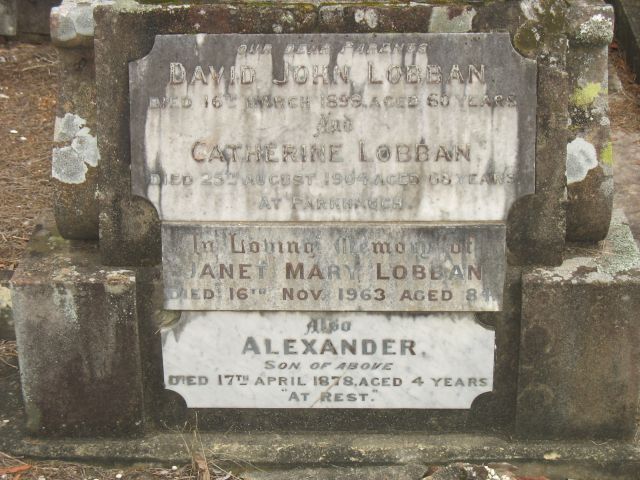 OUR DEAR PARENTS
DAVID JOHN LOBBAN
DIED 16TH MARCH 1899, AGED 60 YEARS
And
CATHERINE LOBBAN
DIED 25TH AUGUST 1904 AGED 68 YEARS
AT
In Loving Memory of
JANET MARY LOBBAN
DIED 16TH NOV. 1963 AGED 84
Also
ALEXANDER.
SON OF ABOVE
DIED 17TH APRIL 1878, AGED 4 YEARS
"AT REST."